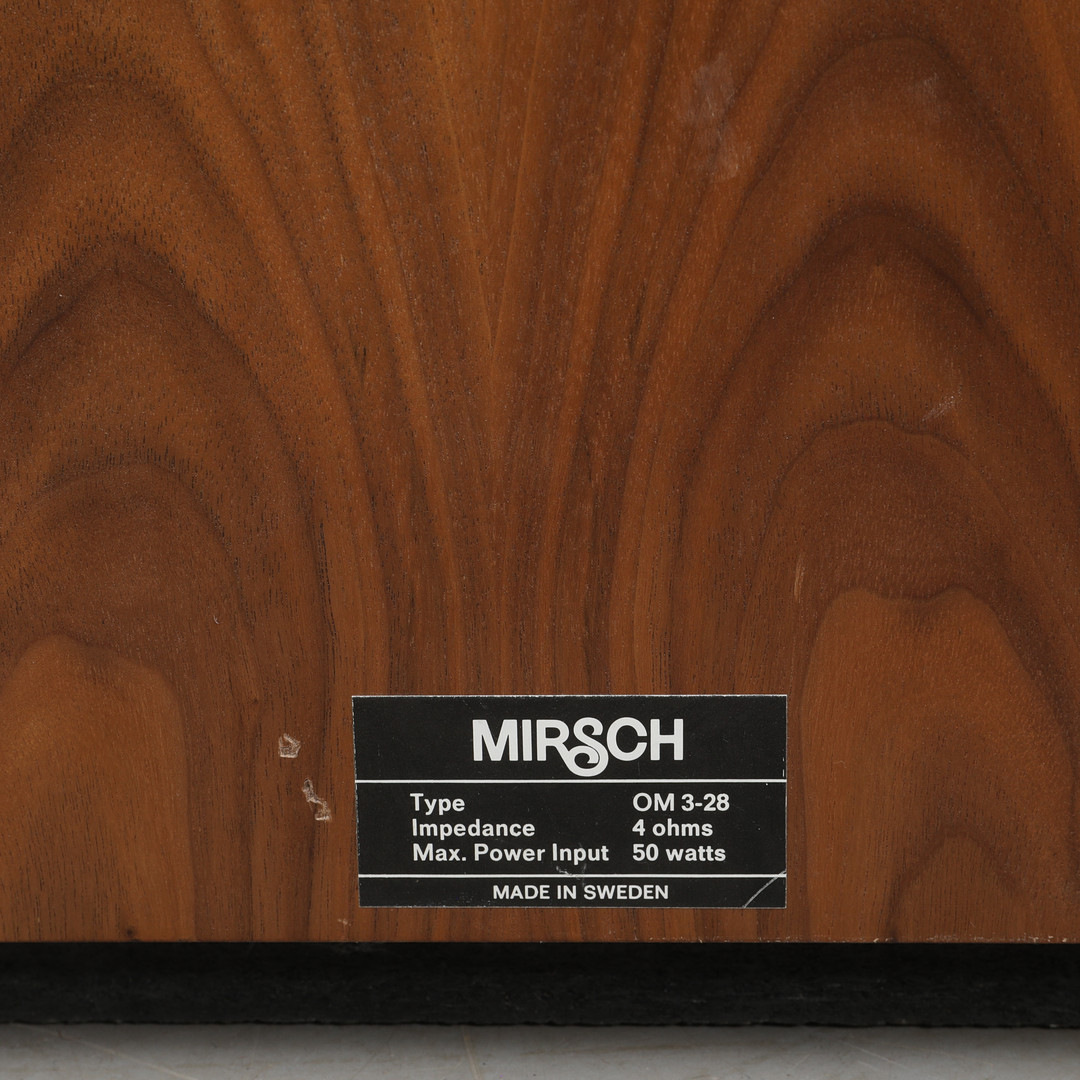 MIRSCH
Type OM 3-28
Impedance 4 ohms
Max. Power Input 50 watts
MADE IN SWEDEN